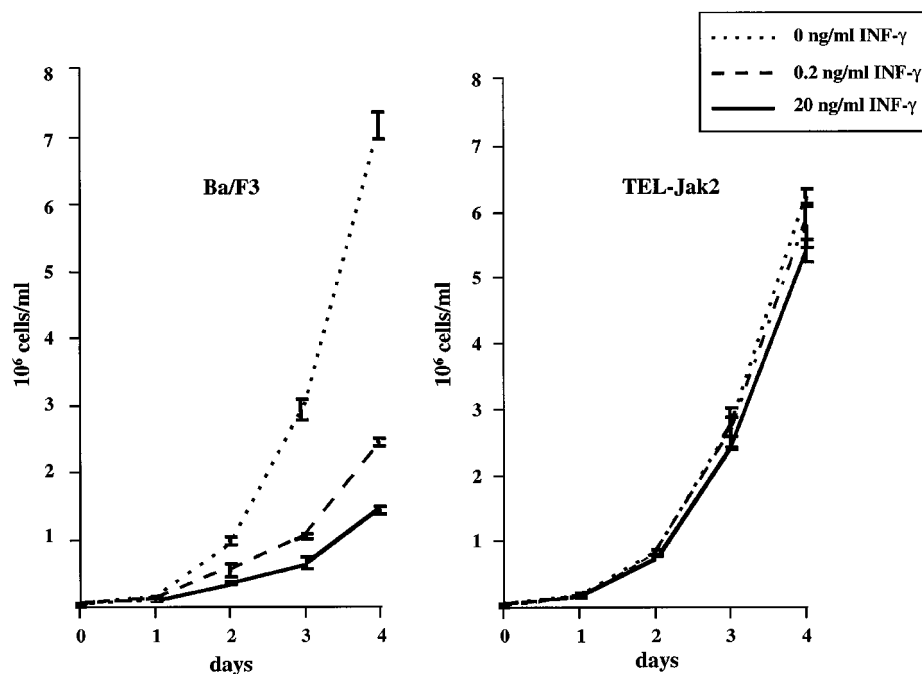 0 ng/ml INF-γ
0.2 ng/ml INF-γ
20 ng/ml INF-γ
8
7
6
5
4
3
2
1
10⁶ cells/ml
Ba/F3
0 1 2 3 4
days
8
7
6
5
4
3
2
1
10⁶ cells/ml
TEL-Jak2
0 1 2 3 4
days